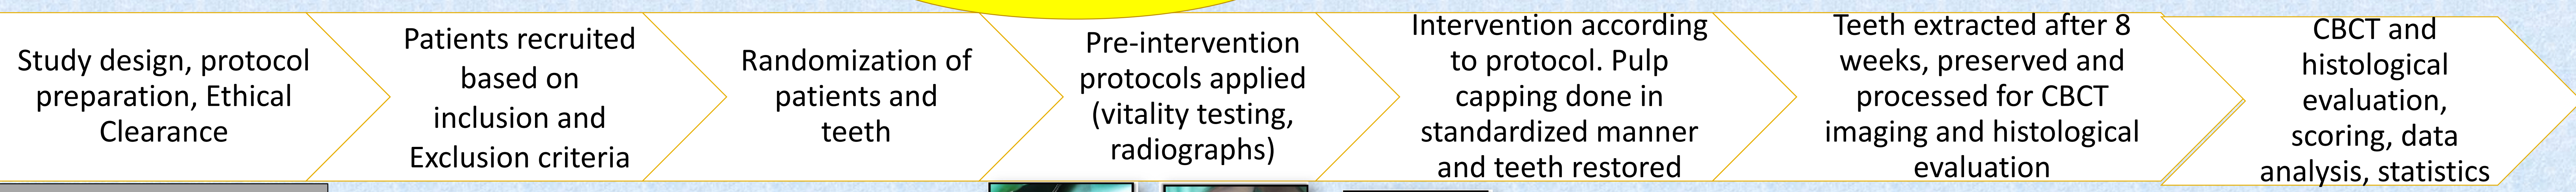 Study design, protocol
preparation, Ethical
Clearance
Patients recruited
based on
inclusion and
Exclusion criteria
Randomization of
patients and
teeth
Pre-intervention
protocols applied
(vitality testing,
radiographs)
Intervention according
to protocol. Pulp
capping done in
standardized manner
and teeth restored
Teeth extracted after 8
weeks, preserved and
processed for CBCT
imaging and histological
evaluation
CBCT and
histological
evaluation,
scoring, data
analysis, statistics